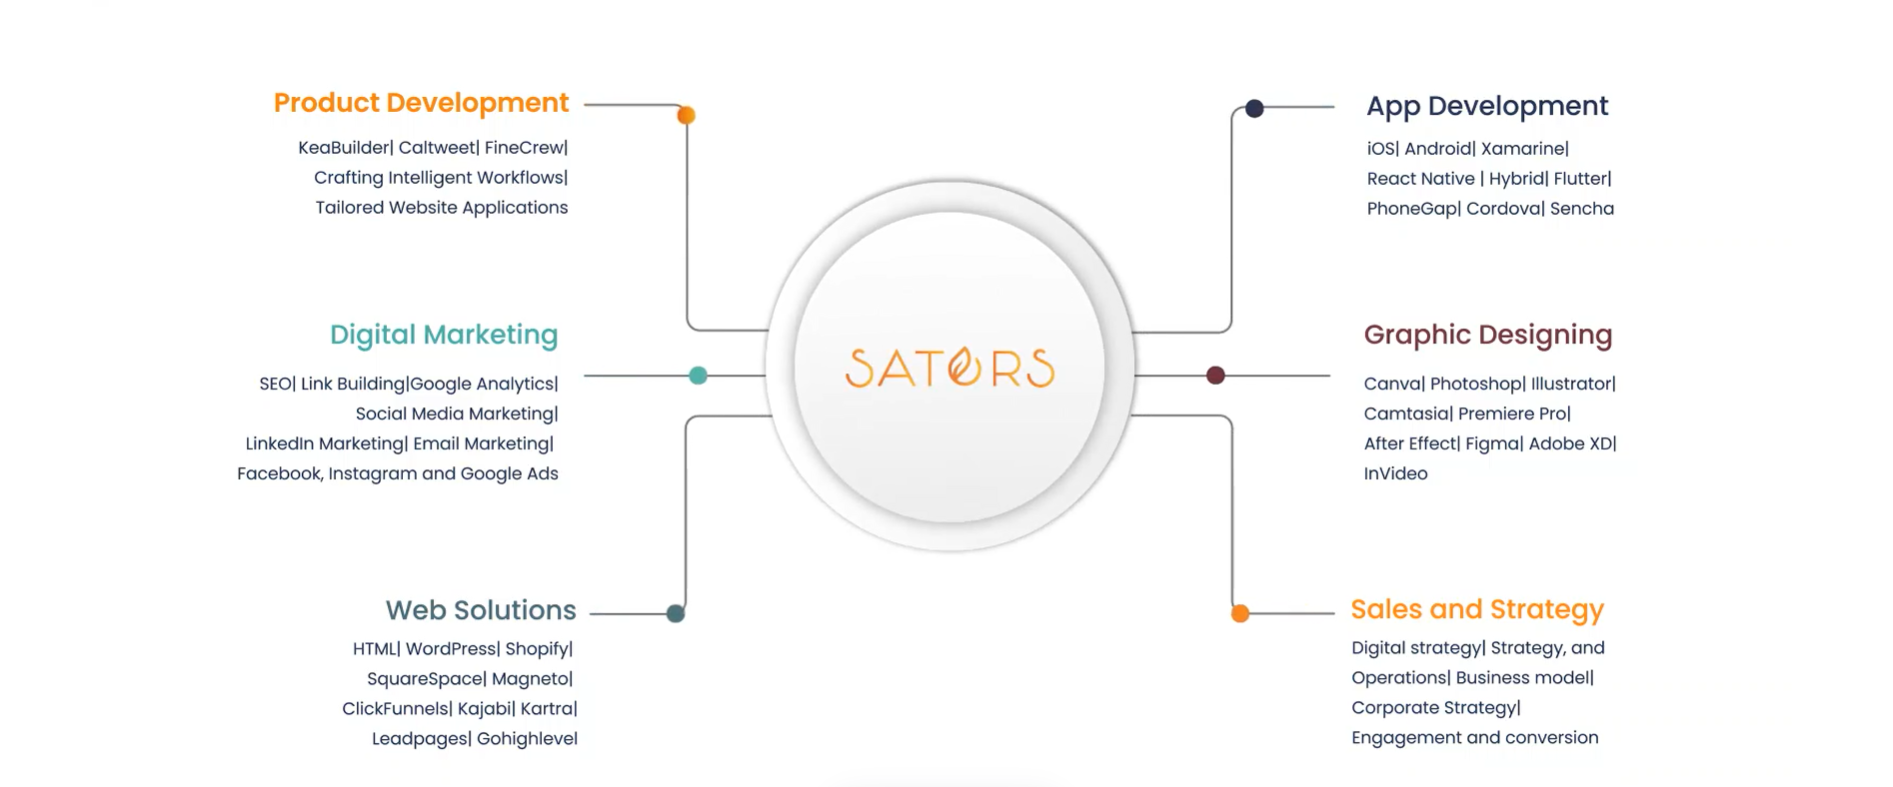 Product Development
KeaBuilder| Caltweet| FineCrew|
Crafting Intelligent Workflows|
Tailored Website Applications
Digital Marketing
SEO| Link Building|Google Analytics|
Social Media Marketing|
LinkedIn Marketing| Email Marketing|
Facebook, Instagram and Google Ads
Web Solutions
HTML| WordPress| Shopify|
SquareSpace| Magneto|
ClickFunnels| Kajabi| Kartra|
Leadpages| Gohighlevel
SATORS
App Development
iOS| Android| Xamarine|
React Native | Hybrid| Flutter|
PhoneGap| Cordova| Sencha
Graphic Designing
Canva| Photoshop| Illustrator|
Camtasia| Premiere Pro|
After Effect| Figma| Adobe XD|
InVideo
Sales and Strategy
Digital strategy| Strategy, and
Operations| Business model|
Corporate Strategy|
Engagement and conversion